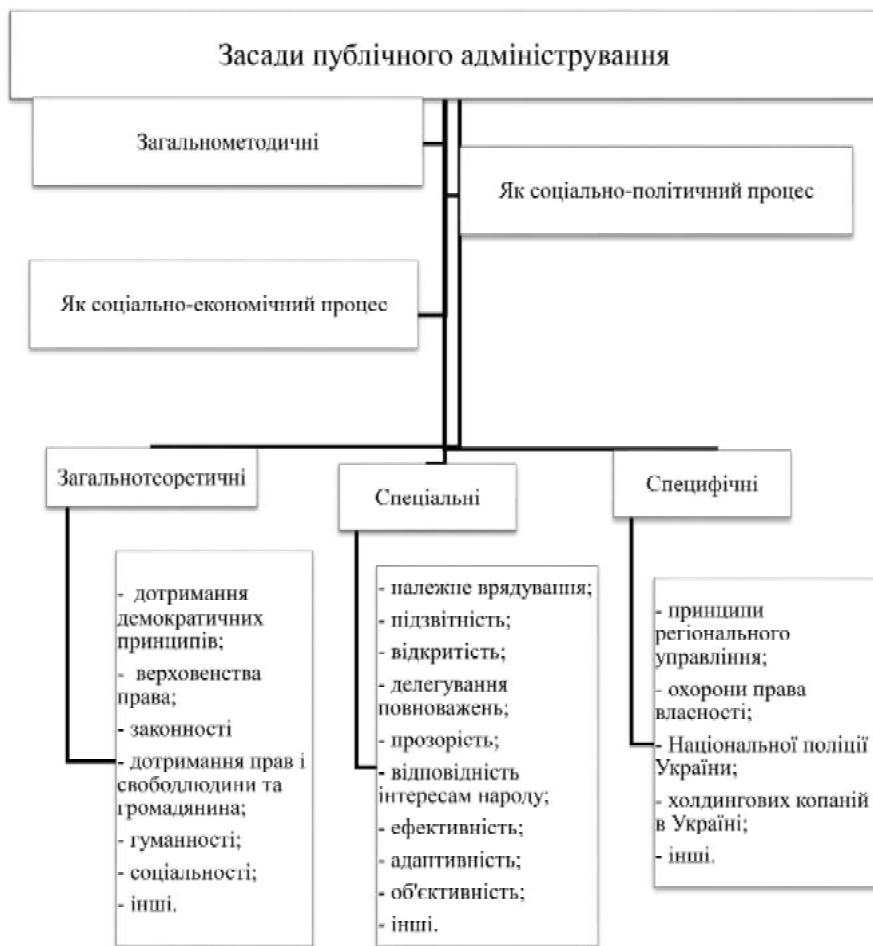 Засади публічного адміністрування
Загальнометодичні
Як соціально-політичний процес
Як соціально-економічний процес
Загальнотеоретичні
- дотримання
демократичних
принципів;
- верховенства
права;
- законності
- дотримання прав і
свободлюдини та
громадянина;
- гуманності;
- соціальності;
- інші.
Спеціальні
- належне врядування;
- підзвітність;
- відкритість;
- делегування
повноважень;
- прозорість;
- відповідність
інтересам народу;
- ефективність;
- адаптивність;
- об'єктивність;
- інші.
Специфічні
- принципи
регіонального
управління;
- охорони права
власності;
- Національної поліції
України;
- холдингових копаній
в Україні;
- інші.